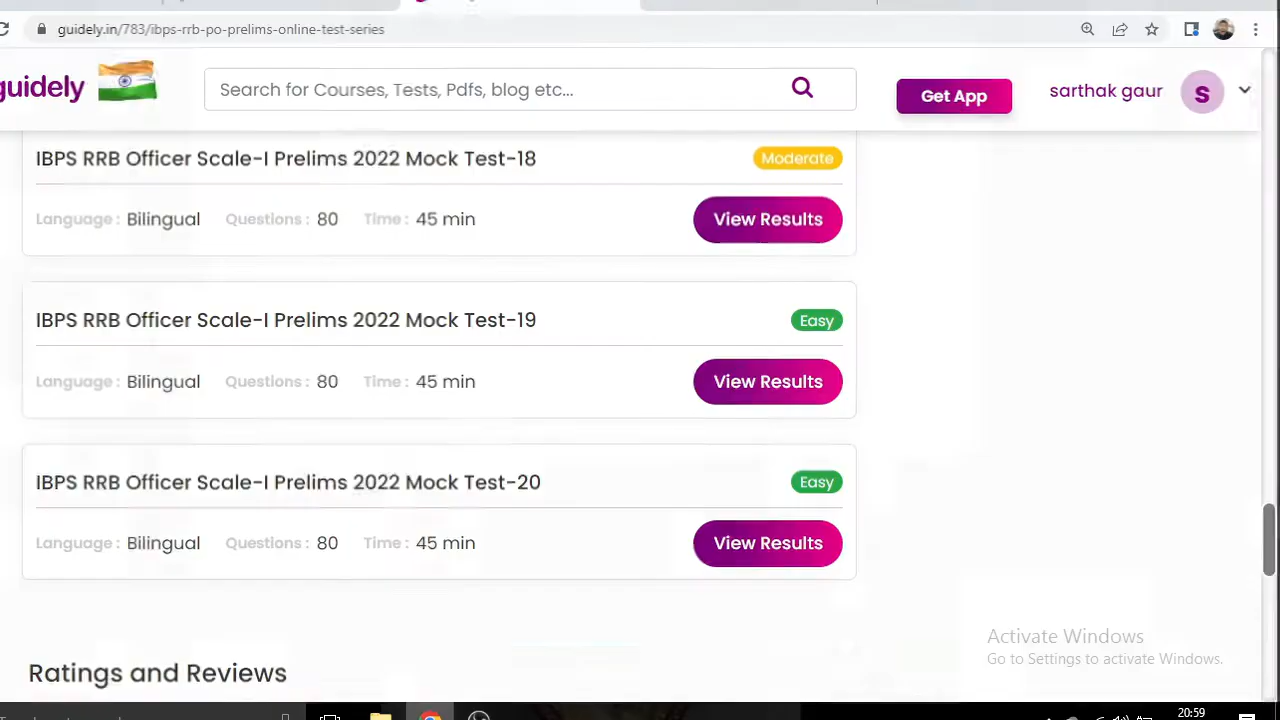 guidely.in/783/ibps-rrb-po-prelims-online-test-series
guidely
Search for Courses, Tests, Pdfs, blog etc...
Get App
sarthak gaur
S
IBPS RRB Officer Scale-I Prelims 2022 Mock Test-18
Moderate
Language : Bilingual Questions : 80 Time : 45 min
View Results
IBPS RRB Officer Scale-I Prelims 2022 Mock Test-19
Easy
Language : Bilingual Questions : 80 Time : 45 min
View Results
IBPS RRB Officer Scale-I Prelims 2022 Mock Test-20
Easy
Language : Bilingual Questions : 80 Time : 45 min
View Results
Activate Windows
Go to Settings to activate Windows.
Ratings and Reviews
20:59